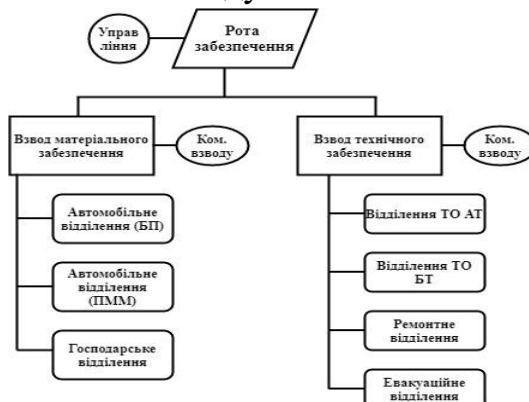 Управ
ління
Рота
забезпечення
Взвод матеріального
забезпечення
Ком.
взводу
Взвод технічного
забезпечення
Ком.
взводу
Автомобільне
відділення (БП)
Автомобільне
відділення
(ПММ)
Господарське
відділення
Відділення ТО АТ
Відділення ТО
БТ
Ремонтне
відділення
Евакуаційне
відділення